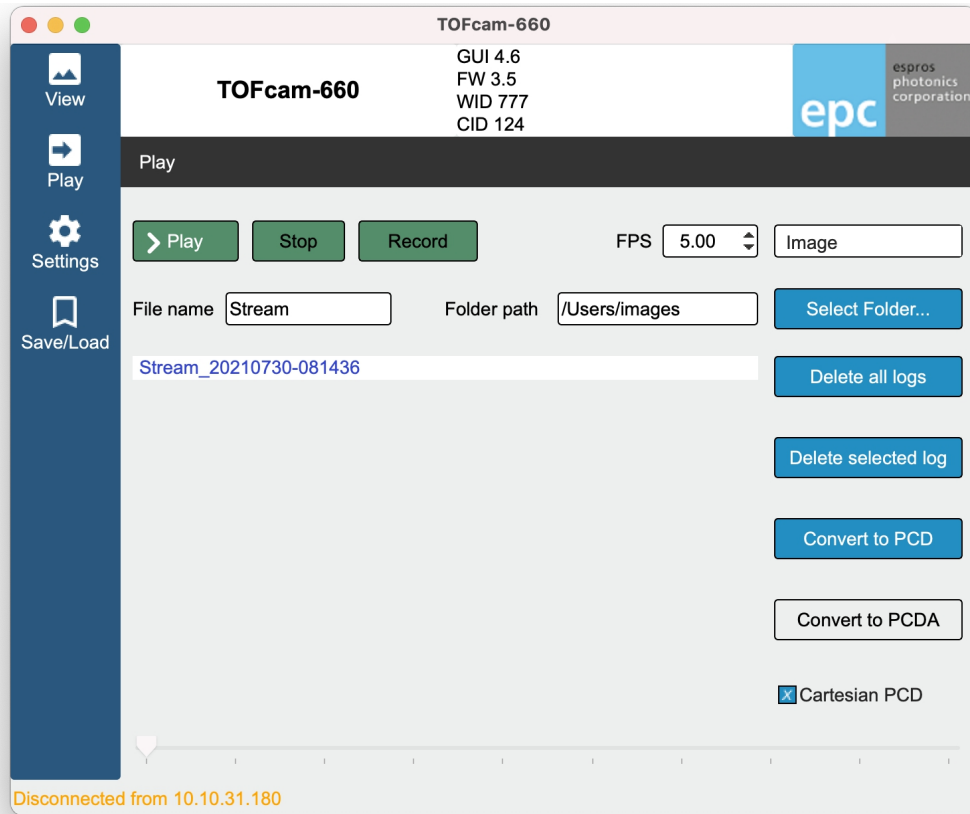 TOFcam-660
View
Play
Settings
Save/Load
TOFcam-660
GUI 4.6
FW 3.5
WID 777
CID 124
epc
espros
photonics
corporation
Play
Play Stop Record FPS 5.00 Image
File name Stream Folder path /Users/images Select Folder...
Stream_20210730-081436
Delete all logs
Delete selected log
Convert to PCD
Convert to PCDA
X Cartesian PCD
Disconnected from 10.10.31.180